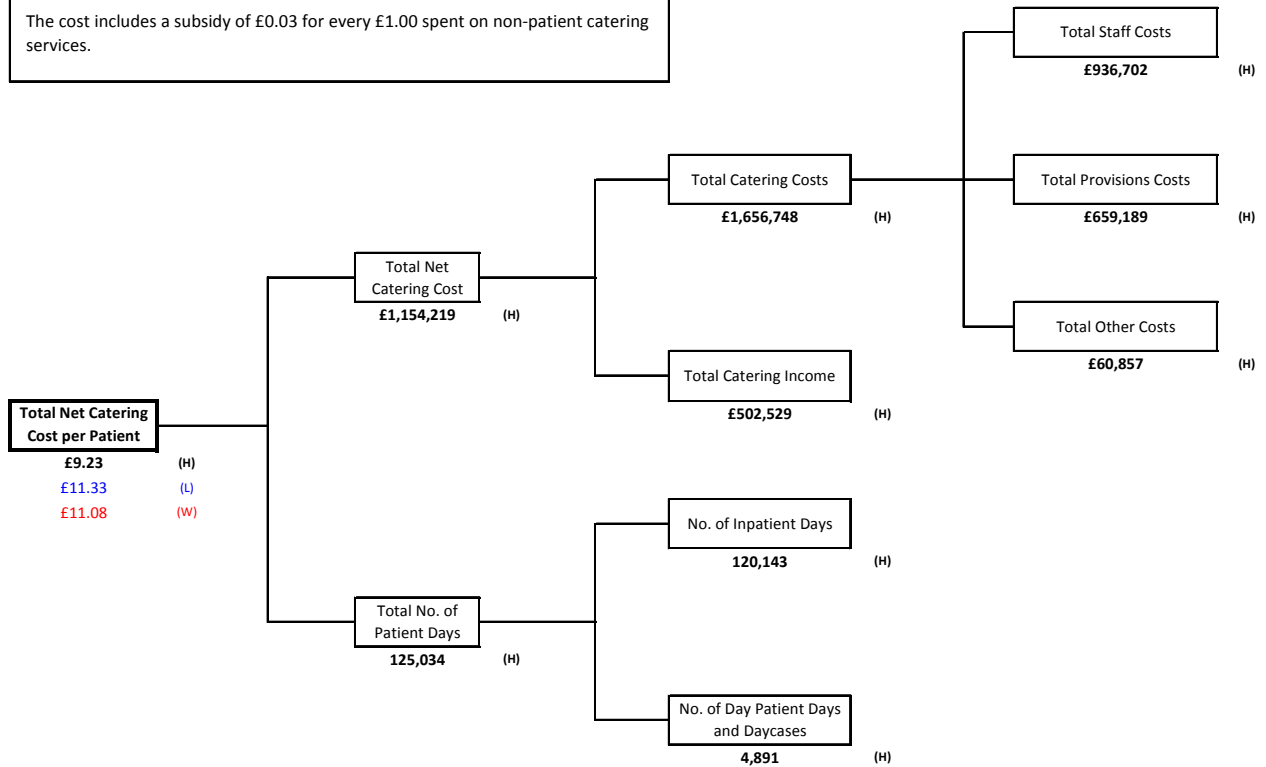 The cost includes a subsidy of £0.03 for every £1.00 spent on non-patient catering
services.
Total Staff Costs
£936,702 (H)
Total Catering Costs
£1,656,748 (H)
Total Provisions Costs
£659,189 (H)
Total Net
Catering Cost
£1,154,219 (H)
Total Other Costs
£60,857 (H)
Total Catering Income
£502,529 (H)
Total Net Catering
Cost per Patient
£9.23 (H)
£11.33 (L)
£11.08 (W)
No. of Inpatient Days
120,143 (H)
Total No. of
Patient Days
125,034 (H)
No. of Day Patient Days
and Daycases
4,891 (H)